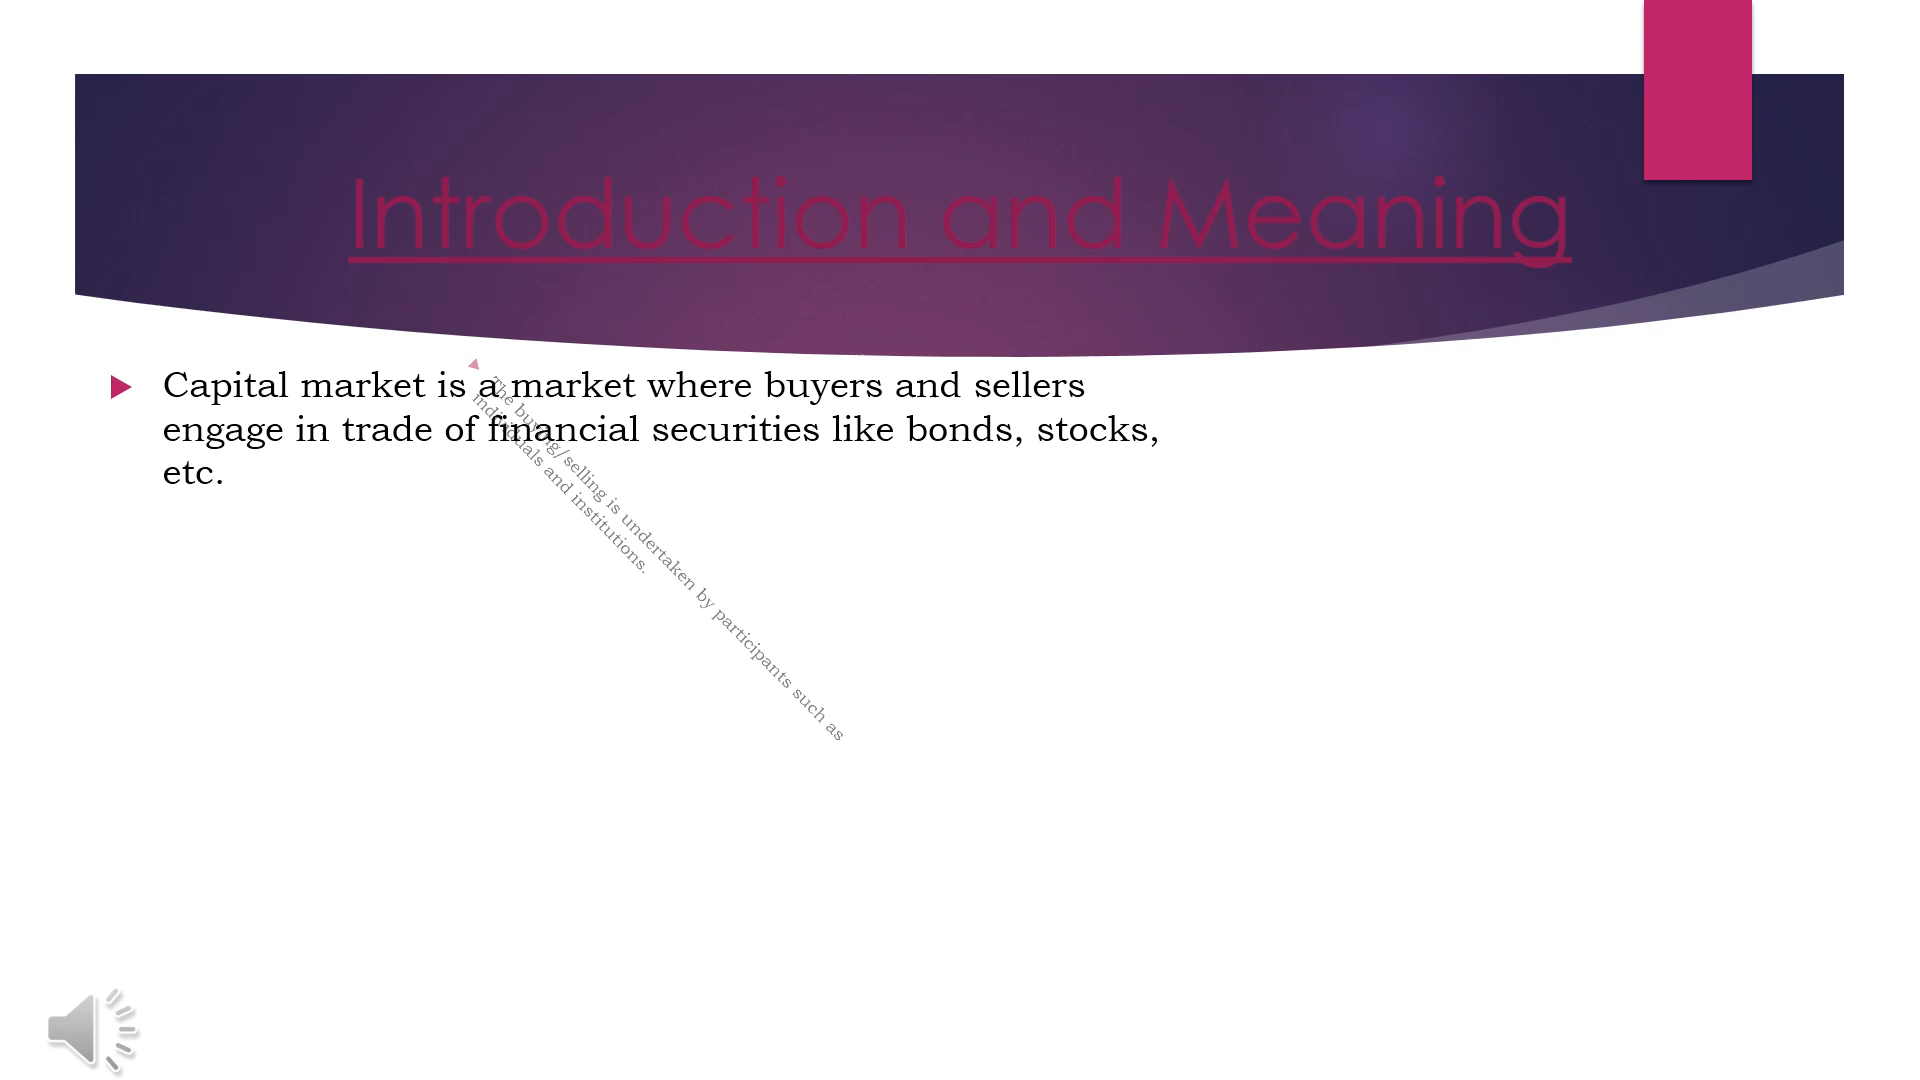 Introduction and Meaning
Capital market is a market where buyers and sellers
engage in trade of financial securities like bonds, stocks,
etc.
The buying/selling is undertaken by participants such as
individuals and institutions.